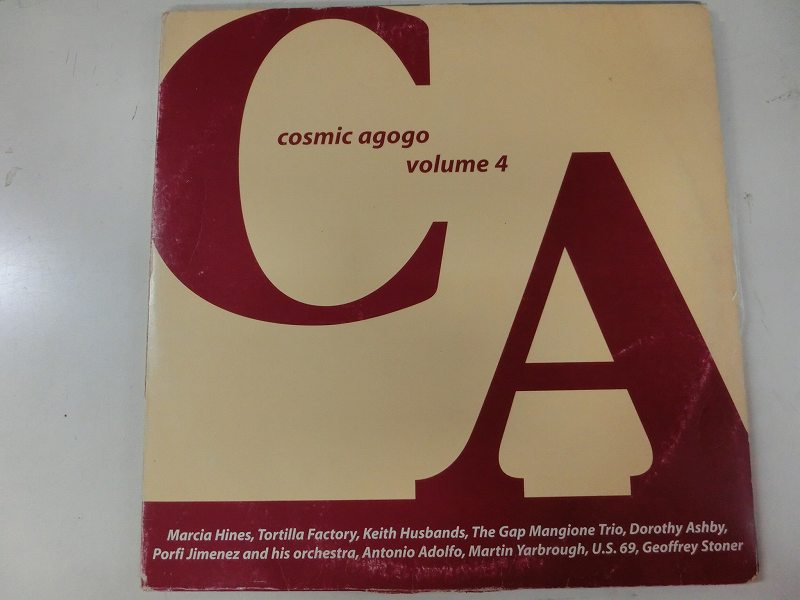 CA
cosmic agogo
volume 4
Marcia Hines, Tortilla Factory, Keith Husbands, The Gap Mangione Trio, Dorothy Ashby,
Porfi Jimenez and his orchestra, Antonio Adolfo, Martin Yarbrough, U.S. 69, Geoffrey Stoner